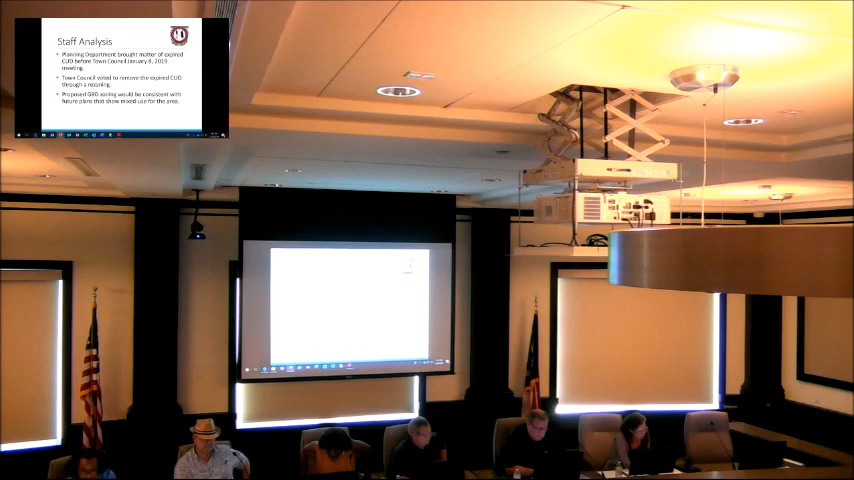 Staff Analysis
Planning Department brought matter of expired
CUD before Town Council January 8, 2019
meeting.
Town Council voted to remove the expired CUD
through a rezoning.
Proposed GBD zoning would be consistent with
future plans that show mixed-use for the area.